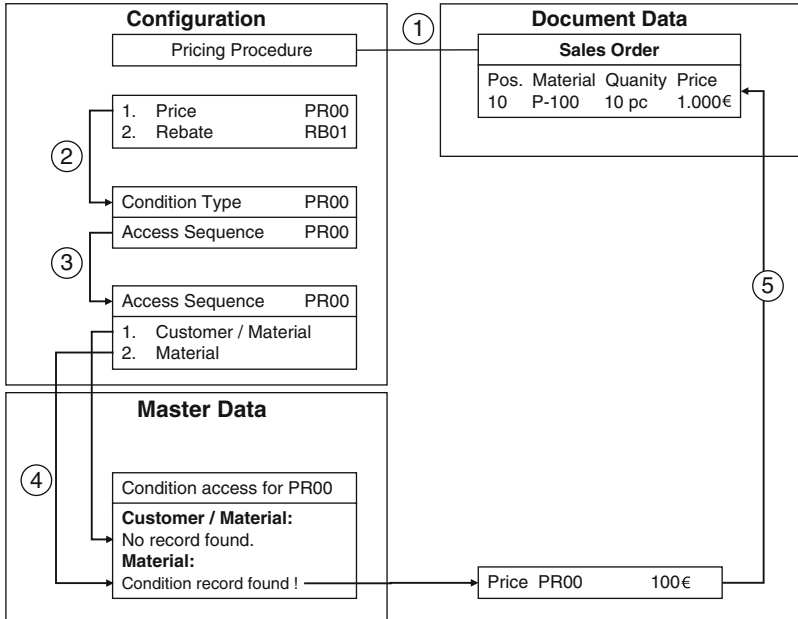 Configuration
Pricing Procedure
1. Price PR00
2. Rebate RB01
2
Condition Type PR00
Access Sequence PR00
3
Access Sequence PR00
1. Customer / Material
2. Material
1
Document Data
Sales Order
Pos. Material Quanity Price
10 P-100 10 pc 1.000€
5
Master Data
4
Condition access for PR00
Customer / Material:
No record found.
Material:
Condition record found !
Price PR00 100€